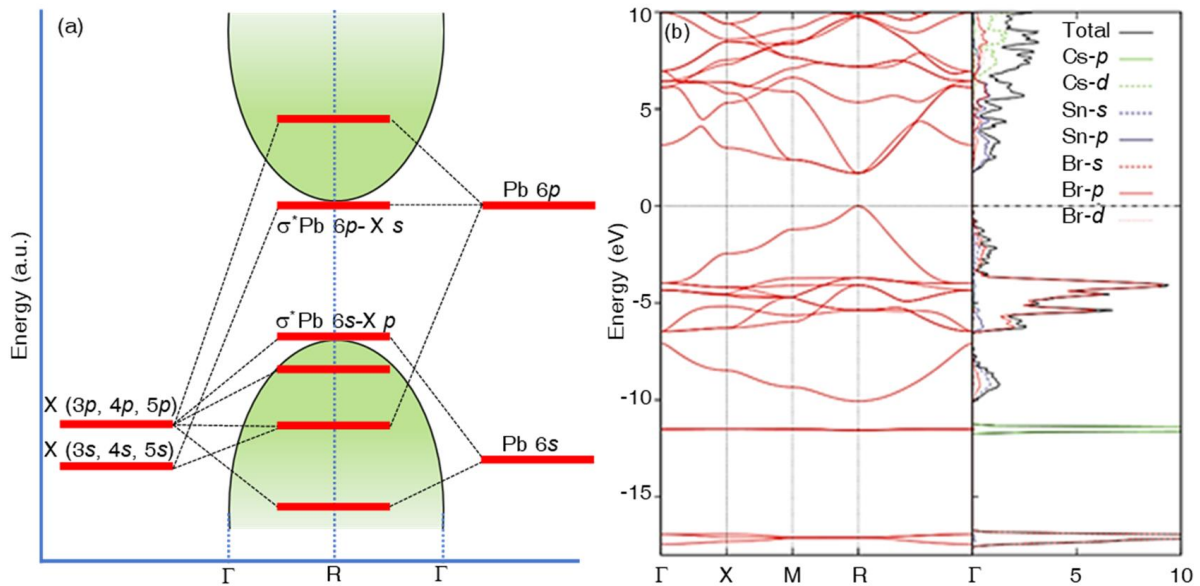 (a)
Energy (a.u.)
Pb 6p
σ*Pb 6p- X s
σ*Pb 6s-X p
X (3p, 4p, 5p)
X (3s, 4s, 5s)
Pb 6s
Γ R Γ
(b)
Energy (eV)
10
5
0
-5
-10
-15
Γ X M R Γ 5 10
Total
Cs-p
Cs-d
Sn-s
Sn-p
Br-s
Br-p
Br-d